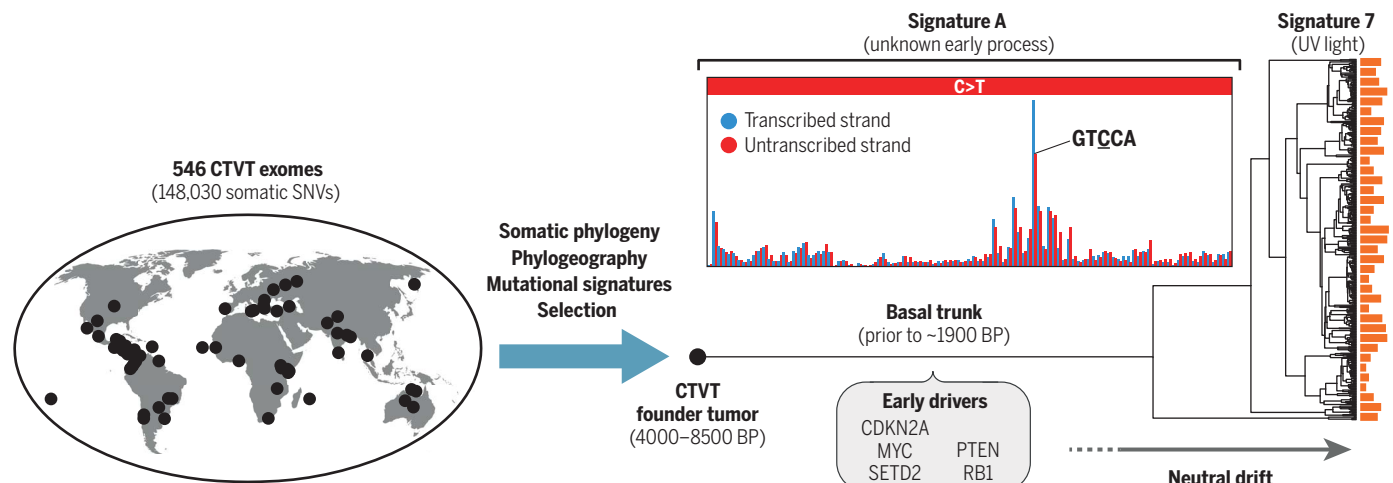 Signature A
(unknown early process)
Signature 7
(UV light)
C>T
Transcribed strand
Untranscribed strand
GTCCA
546 CTVT exomes
(148,030 somatic SNVs)
Somatic phylogeny
Phylogeography
Mutational signatures
Selection
Basal trunk
(prior to ~1900 BP)
CTVT
founder tumor
(4000–8500 BP)
Early drivers
CDKN2A
MYC PTEN
SETD2 RB1
Neutral drift